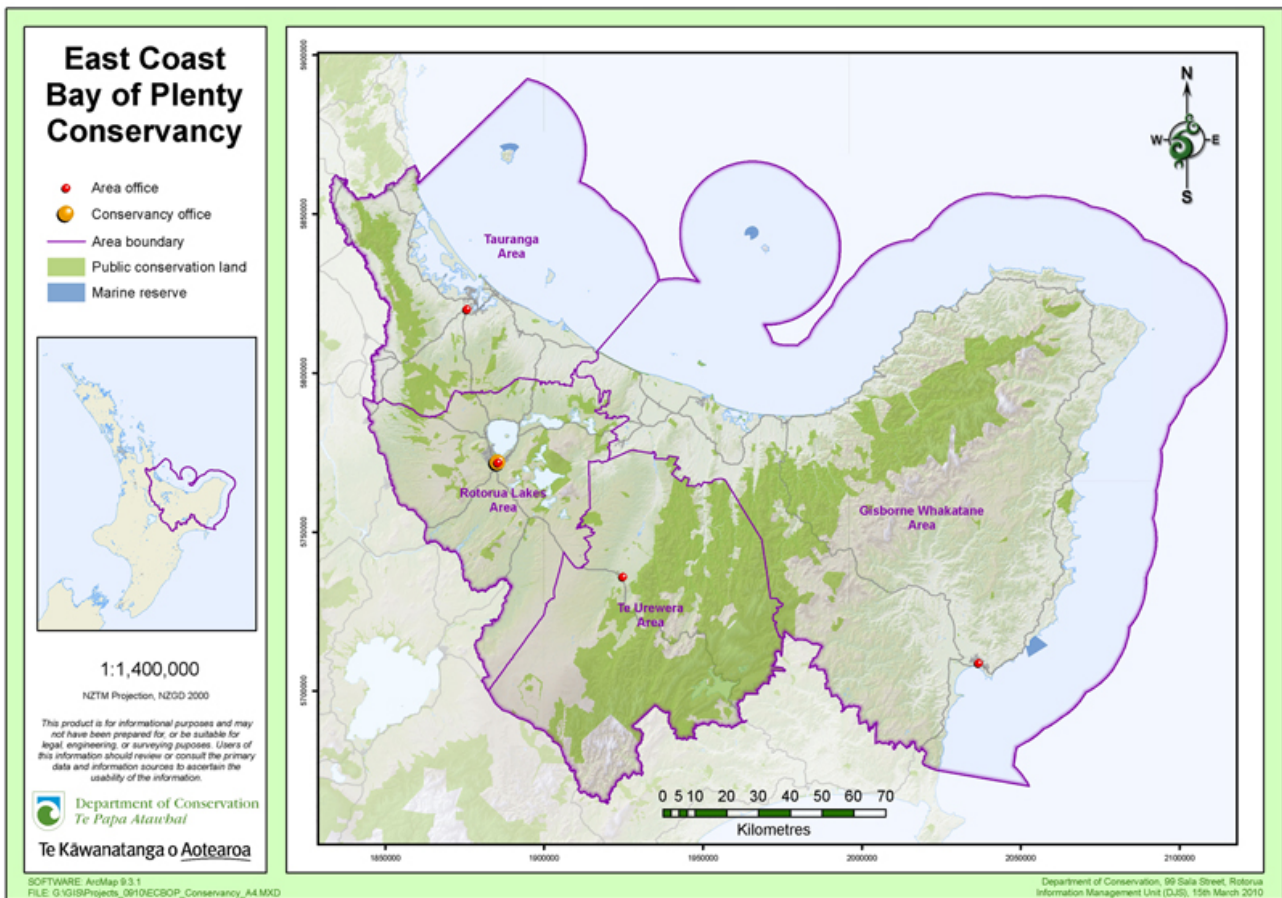 East Coast
Bay of Plenty
Conservancy
Area office
Conservancy office
Area boundary
Public conservation land
Marine reserve
1:1,400,000
NZTM Projection, NZGD 2000
This product is for informational purposes and may
not have been prepared for, or be suitable for
legal, engineering, or surveying puposes. Users of
this information should review or consult the primary
data and information sources to ascertain the
usability of the information.
Department of Conservation
Te Papa Atawhai
Te Kāwanatanga o Aotearoa
SOFTWARE: ArcMap 9.3.1
FILE: G:\GIS\Projects_0910\ECBOP_Conservancy_A4.MXD
5900000
5850000
5800000
5750000
5700000
N
W
E
S
Tauranga
Area
Rotorua Lakes
Area
Gisborne Whakatane
Area
Te Urewera
Area
0 5 10 20 30 40 50 60 70
Kilometres
1850000 1900000 1950000 2000000 2050000 2100000
Department of Conservation, 99 Sala Street, Rotorua
Information Management Unit (DJS), 15th March 2010